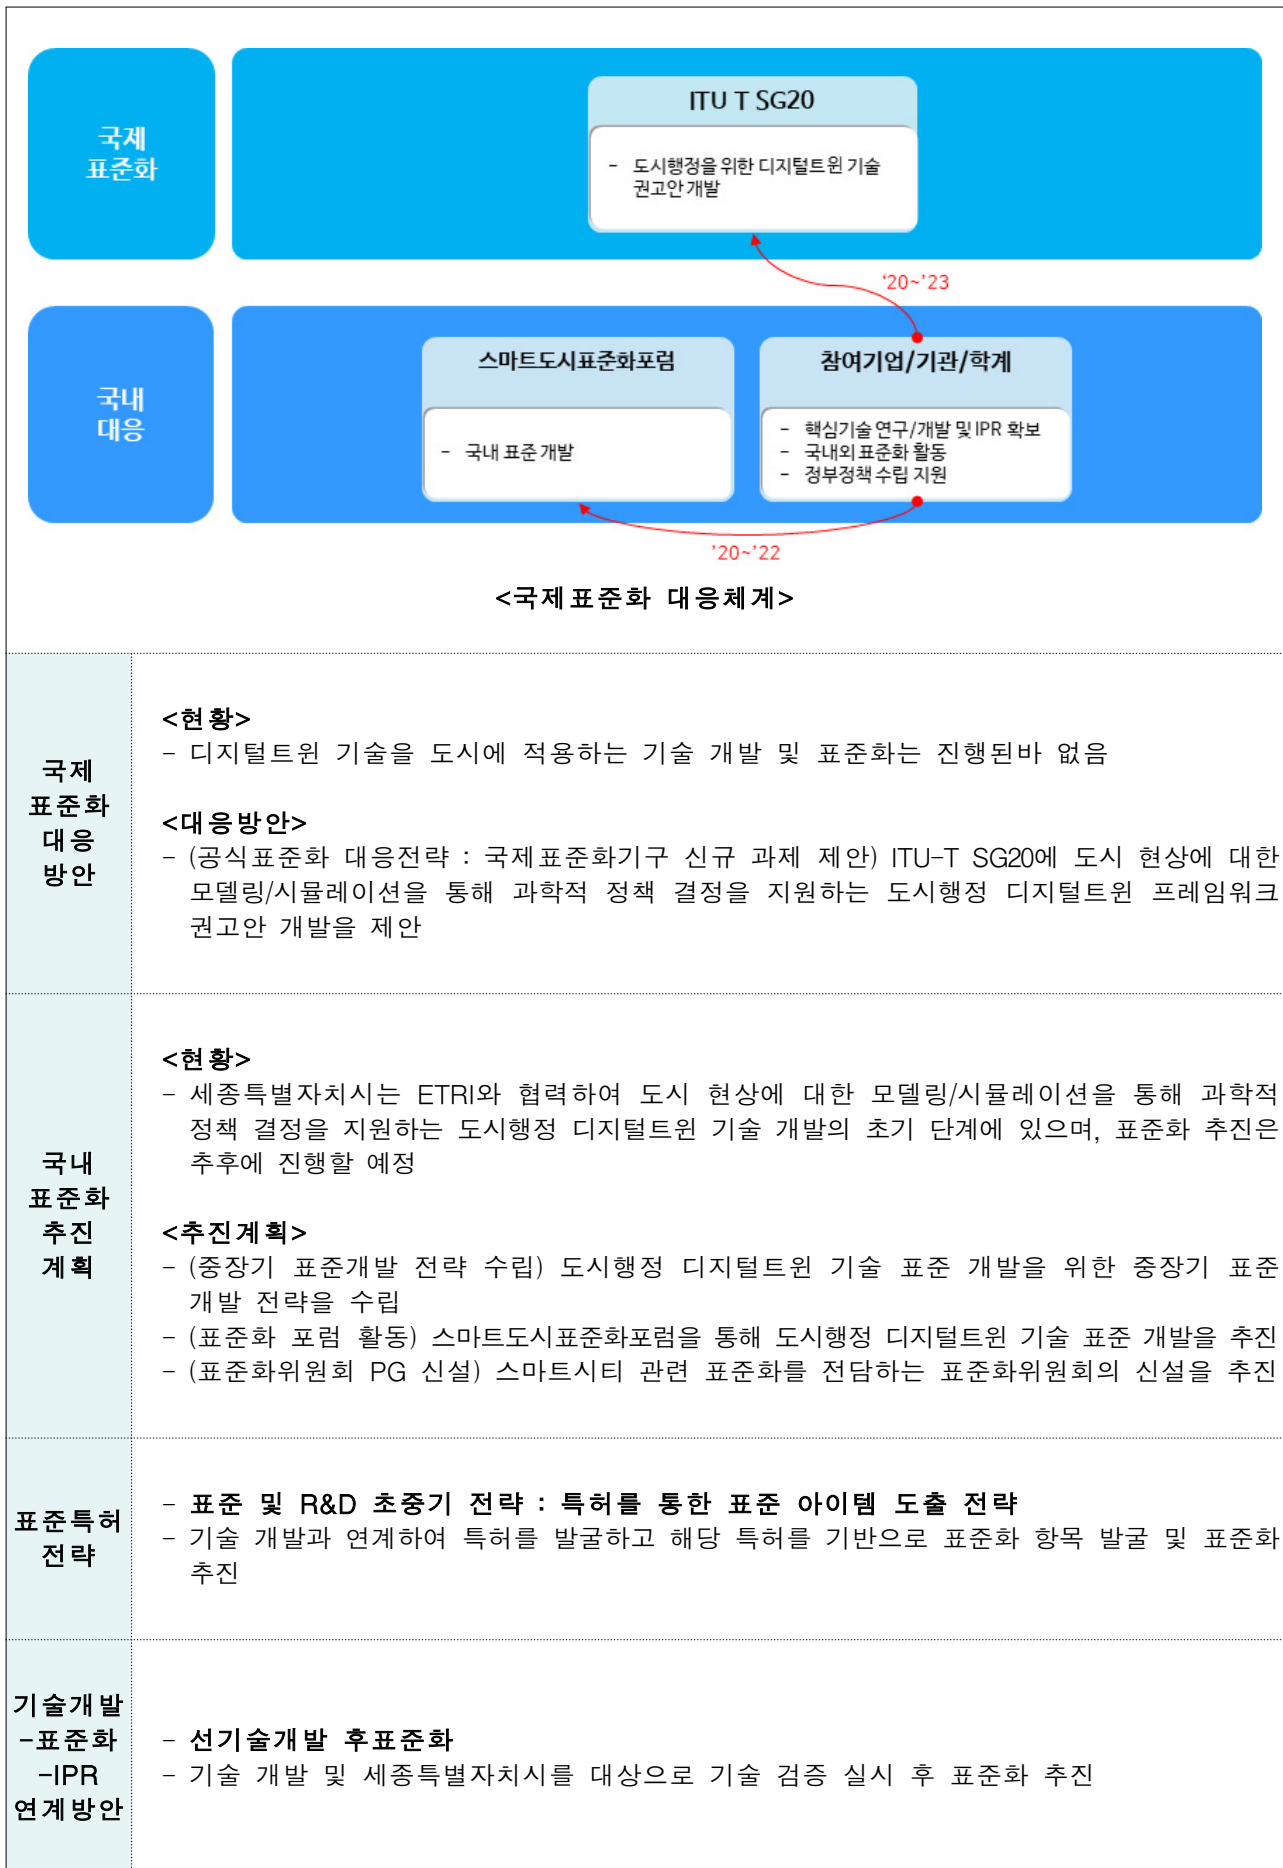 국제
표준화
ITU T SG20
- 도시행정을 위한 디지털트윈 기술
권고안 개발
'20~'23
국내
대응
스마트도시표준화포럼
- 국내 표준 개발
참여기업/기관/학계
- 핵심기술 연구/개발 및 IPR 확보
- 국내외 표준화 활동
- 정부정책 수립 지원
'20~'22
<국제표준화 대응체계>
국제
표준화
대응
방안
<현황>
- 디지털트윈 기술을 도시에 적용하는 기술 개발 및 표준화는 진행된바 없음
<대응방안>
- (공식표준화 대응전략 : 국제표준화기구 신규 과제 제안) ITU-T SG20에 도시 현상에 대한
모델링/시뮬레이션을 통해 과학적 정책 결정을 지원하는 도시행정 디지털트윈 프레임워크
권고안 개발을 제안
국내
표준화
추진
계획
<현황>
- 세종특별자치시는 ETRI와 협력하여 도시 현상에 대한 모델링/시뮬레이션을 통해 과학적
정책 결정을 지원하는 도시행정 디지털트윈 기술 개발의 초기 단계에 있으며, 표준화 추진은
추후에 진행할 예정
<추진계획>
- (중장기 표준개발 전략 수립) 도시행정 디지털트윈 기술 표준 개발을 위한 중장기 표준
개발 전략을 수립
- (표준화 포럼 활동) 스마트도시표준화포럼을 통해 도시행정 디지털트윈 기술 표준 개발을 추진
- (표준화위원회 PG 신설) 스마트시티 관련 표준화를 전담하는 표준화위원회의 신설을 추진
표준특허
전략
- 표준 및 R&D 초중기 전략 : 특허를 통한 표준 아이템 도출 전략
- 기술 개발과 연계하여 특허를 발굴하고 해당 특허를 기반으로 표준화 항목 발굴 및 표준화
추진
기술개발
-표준화
-IPR
연계방안
- 선기술개발 후표준화
- 기술 개발 및 세종특별자치시를 대상으로 기술 검증 실시 후 표준화 추진